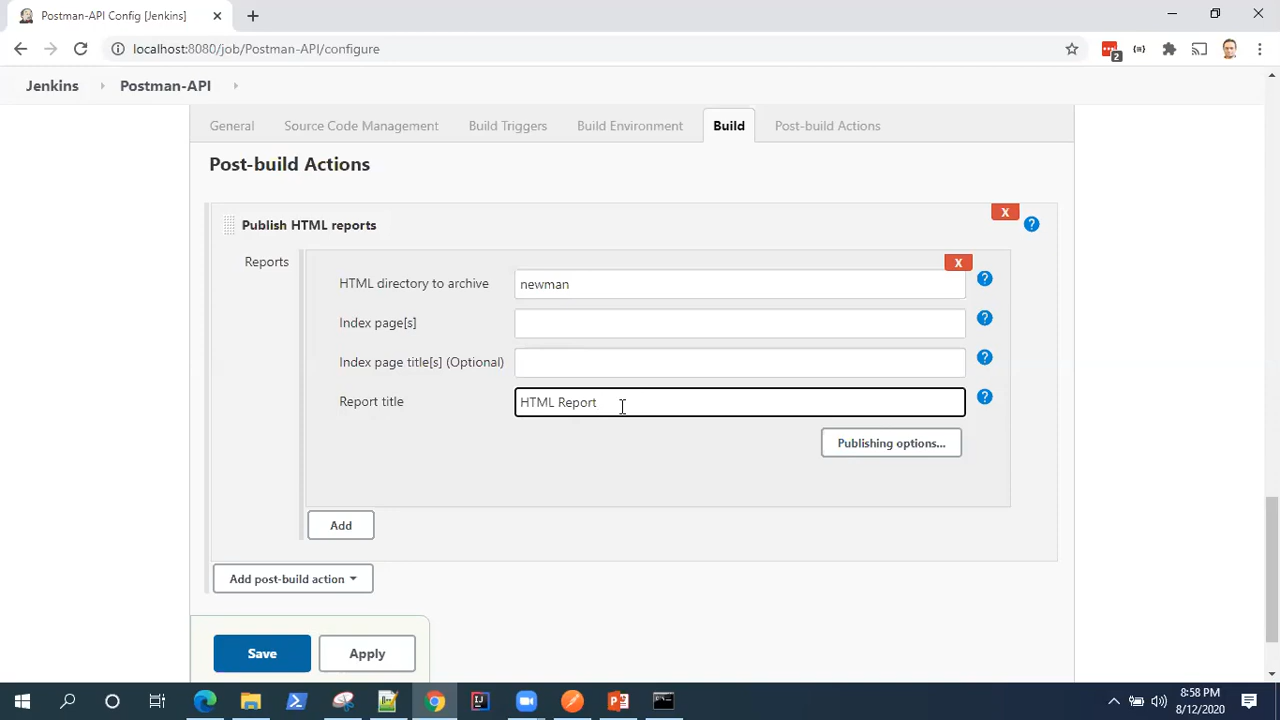 Postman-API Config [Jenkins]
localhost:8080/job/Postman-API/configure
2
Jenkins Postman-API
General Source Code Management Build Triggers Build Environment Build Post-build Actions
Post-build Actions
X
Publish HTML reports ?
Reports
X
HTML directory to archive newman ?
Index page[s] ?
Index page title[s] (Optional) ?
Report title HTML Report ?
Publishing options...
Add
Add post-build action
Save Apply
8:58 PM
8/12/2020